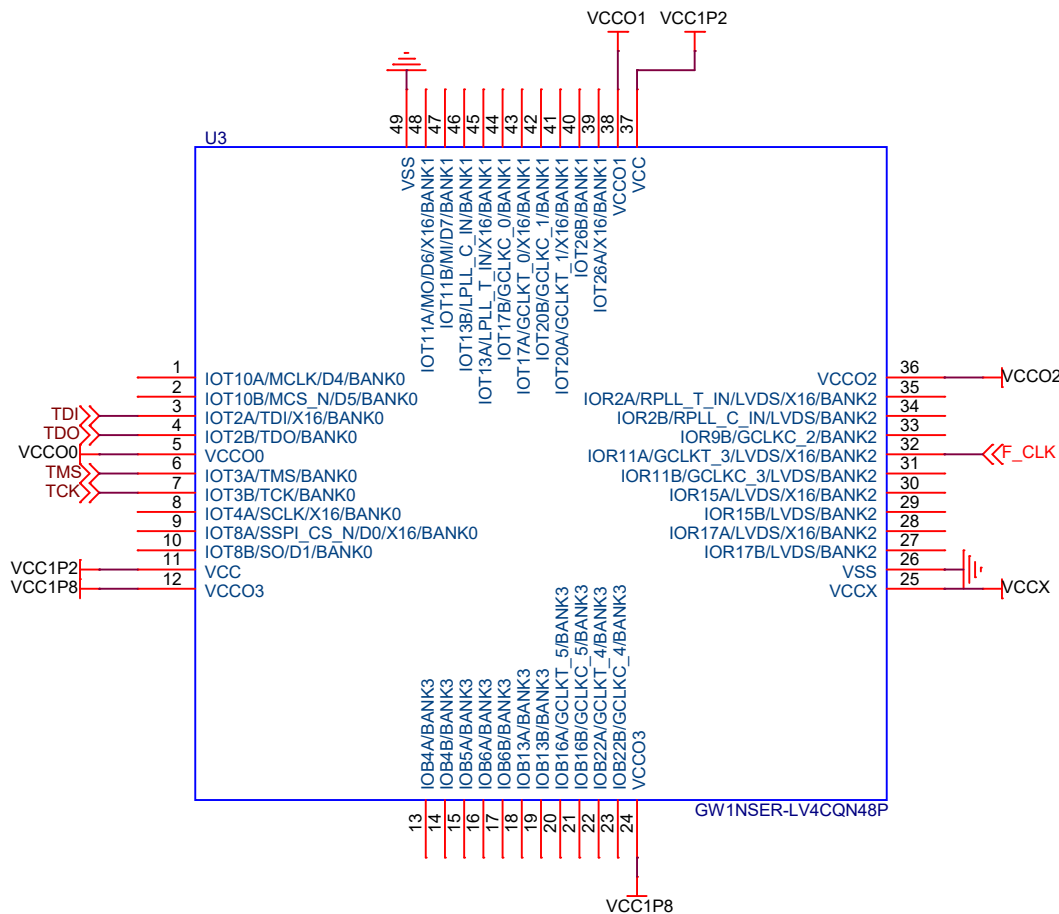 VCCO1
VCC1P2
49
48
47
46
45
44
43
42
41
40
39
38
37
U3
VSS
IOT11A/MO/D6/X16/BANK1
IOT11B/MI/D7/BANK1
IOT13B/LPLL_C_IN/BANK1
IOT13A/LPLL_T_IN/X16/BANK1
IOT17B/GCLKC_0/BANK1
IOT17A/GCLKT_0/X16/BANK1
IOT20B/GCLKC_1/BANK1
IOT20A/GCLKT_1/X16/BANK1
IOT26B/BANK1
IOT26A/X16/BANK1
VCCO1
VCC
1 IOT10A/MCLK/D4/BANK0
2 IOT10B/MCS_N/D5/BANK0
TDI 3 IOT2A/TDI/X16/BANK0
TDO 4 IOT2B/TDO/BANK0
VCCO0 5 VCCO0
TMS 6 IOT3A/TMS/BANK0
TCK 7 IOT3B/TCK/BANK0
8 IOT4A/SCLK/X16/BANK0
9 IOT8A/SSPI_CS_N/D0/X16/BANK0
10 IOT8B/SO/D1/BANK0
VCC1P2 11 VCC
VCC1P8 12 VCCO3
VCCO2 36 VCCO2
IOR2A/RPLL_T_IN/LVDS/X16/BANK2 35
IOR2B/RPLL_C_IN/LVDS/BANK2 34
IOR9B/GCLKC_2/BANK2 33
IOR11A/GCLKT_3/LVDS/X16/BANK2 32 F_CLK
IOR11B/GCLKC_3/LVDS/BANK2 31
IOR15A/LVDS/X16/BANK2 30
IOR15B/LVDS/BANK2 29
IOR17A/LVDS/X16/BANK2 28
IOR17B/LVDS/BANK2 27
VSS 26
VCCX 25 VCCX
IOB4A/BANK3
IOB4B/BANK3
IOB5A/BANK3
IOB6A/BANK3
IOB6B/BANK3
IOB13A/BANK3
IOB13B/BANK3
IOB16A/GCLKT_5/BANK3
IOB16B/GCLKC_5/BANK3
IOB22A/GCLKT_4/BANK3
IOB22B/GCLKC_4/BANK3
VCCO3
GW1NSER-LV4CQN48P
13
14
15
16
17
18
19
20
21
22
23
24
VCC1P8